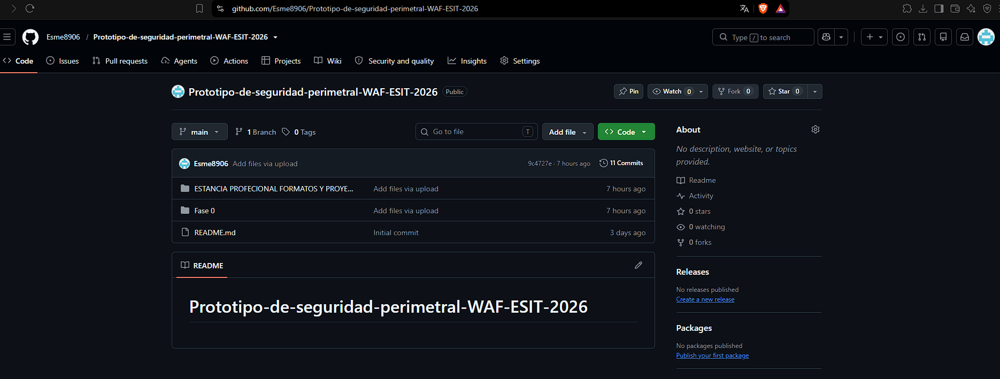 github.com/Esme8906/Prototipo-de-seguridad-perimetral-WAF-ESIT-2026
Esme8906 / Prototipo-de-seguridad-perimetral-WAF-ESIT-2026
Type / to search
Code Issues Pull requests Agents Actions Projects Wiki Security and quality Insights Settings
Prototipo-de-seguridad-perimetral-WAF-ESIT-2026 Public
Pin Watch 0 Fork 0 Star 0
main 1 Branch 0 Tags Go to file T Add file Code
Esme8906 Add files via upload 9c4727e · 7 hours ago 11 Commits
ESTANCIA PROFECIONAL FORMATOS Y PROYE... Add files via upload 7 hours ago
Fase 0 Add files via upload 7 hours ago
README.md Initial commit 3 days ago
README
Prototipo-de-seguridad-perimetral-WAF-ESIT-2026
About
No description, website, or topics
provided.
Readme
Activity
0 stars
0 watching
0 forks
Releases
No releases published
Create a new release
Packages
No packages published
Publish your first package